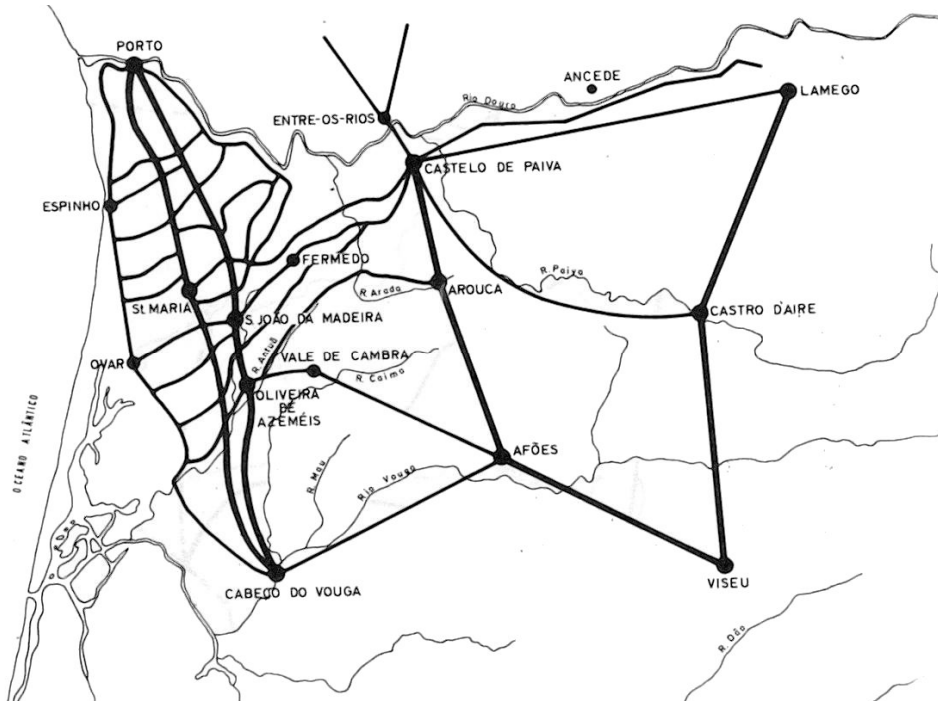 PORTO
ANCEDE
LAMEGO
Rio Douro
ENTRE-OS-RIOS
CASTELO DE PAIVA
ESPINHO
FERMEDO
R. Paiva
R. Arada
AROUCA
St. MARIA
S. JOÃO DA MADEIRA
CASTRO D'AIRE
R. Antuã
VALE DE CAMBRA
OVAR
R. Caima
OLIVEIRA
DE
AZEMÉIS
OCEANO ATLÂNTICO
AFÕES
R. Mau
Rio Vouga
CABEÇO DO VOUGA
VISEU
R. Dão